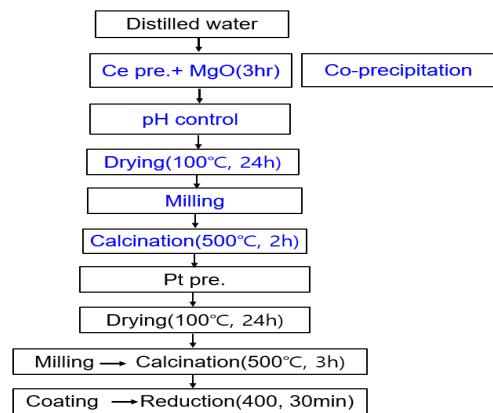 Distilled water
Ce pre.+ MgO(3hr)
Co-precipitation
pH control
Drying(100℃, 24h)
Milling
Calcination(500℃, 2h)
Pt pre.
Drying(100℃, 24h)
Milling → Calcination(500℃, 3h)
Coating → Reduction(400, 30min)